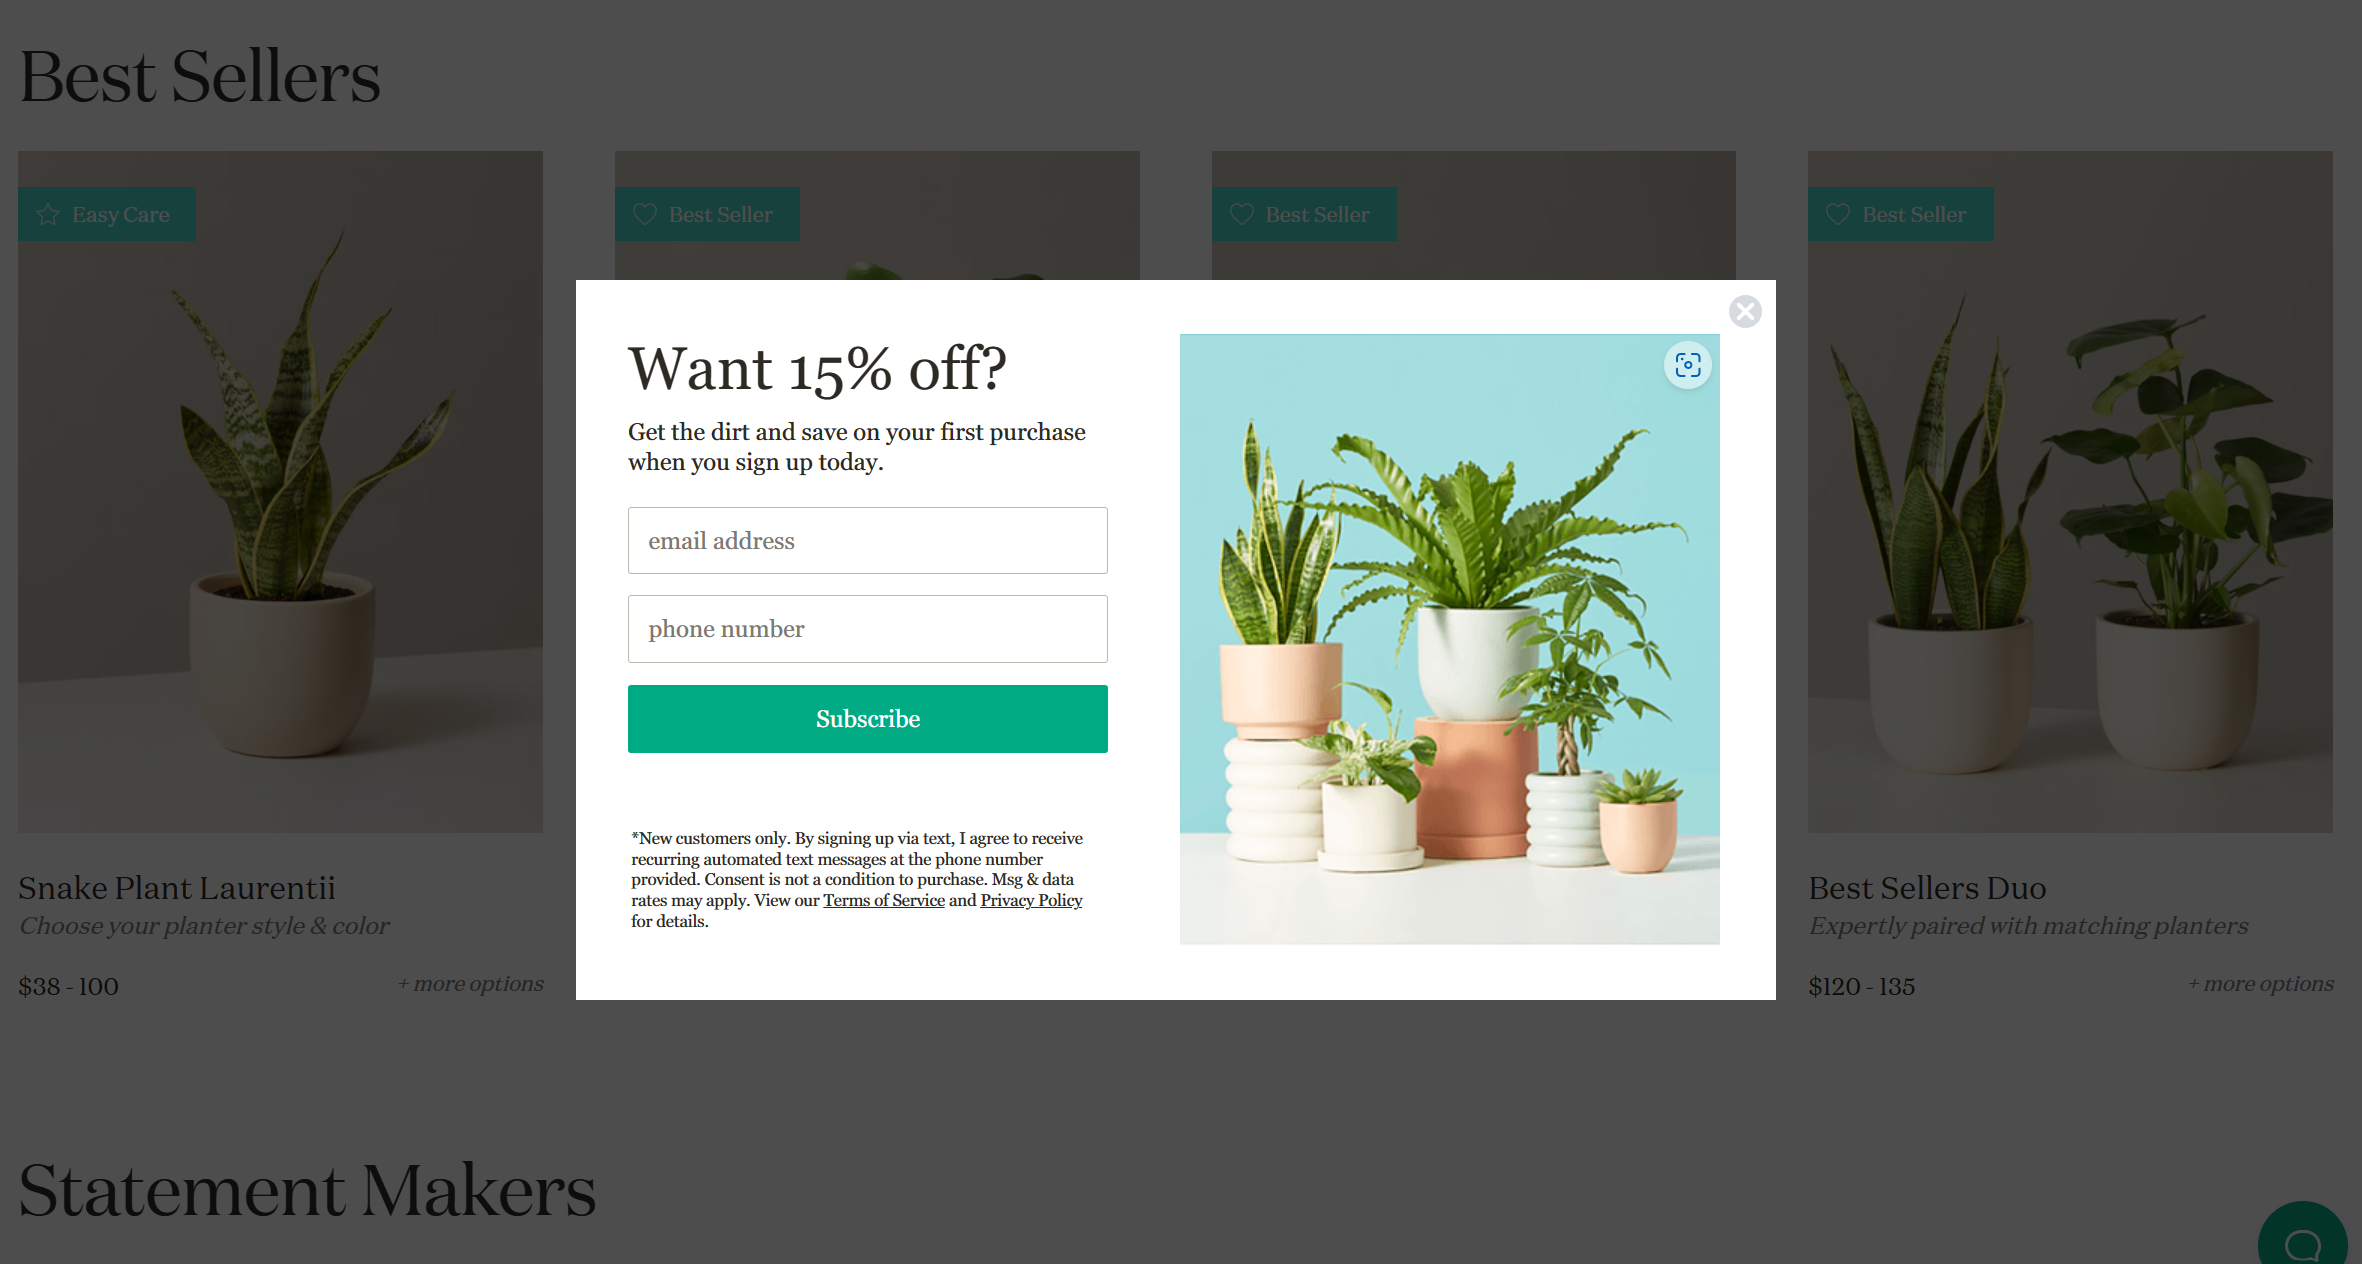 Best Sellers
Easy Care
Best Seller
Best Seller
Best Seller
Want 15% off?
Get the dirt and save on your first purchase
when you sign up today.
email address
phone number
Subscribe
*New customers only. By signing up via text, I agree to receive
recurring automated text messages at the phone number
provided. Consent is not a condition to purchase. Msg & data
rates may apply. View our Terms of Service and Privacy Policy
for details.
Snake Plant Laurentii
Choose your planter style & color
$38 - 100
+ more options
Best Sellers Duo
Expertly paired with matching planters
$120 - 135
+ more options
Statement Makers